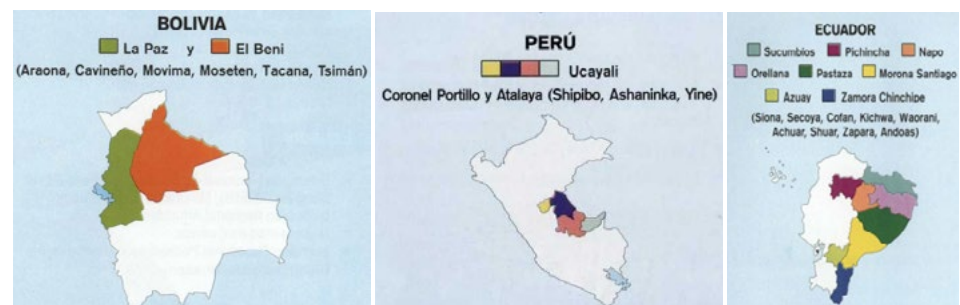 BOLIVIA
La Paz y El Beni
(Araona, Cavineño, Movima, Moseten, Tacana, Tsimán)
PERÚ
Ucayali
Coronel Portillo y Atalaya (Shipibo, Ashaninka, Yine)
ECUADOR
Sucumbios Pichincha Napo
Orellana Pastaza Morona Santiago
Azuay Zamora Chinchipe
(Siona, Secoya, Cofan, Kichwa, Waorani,
Achuar, Shuar, Zapara, Andoas)